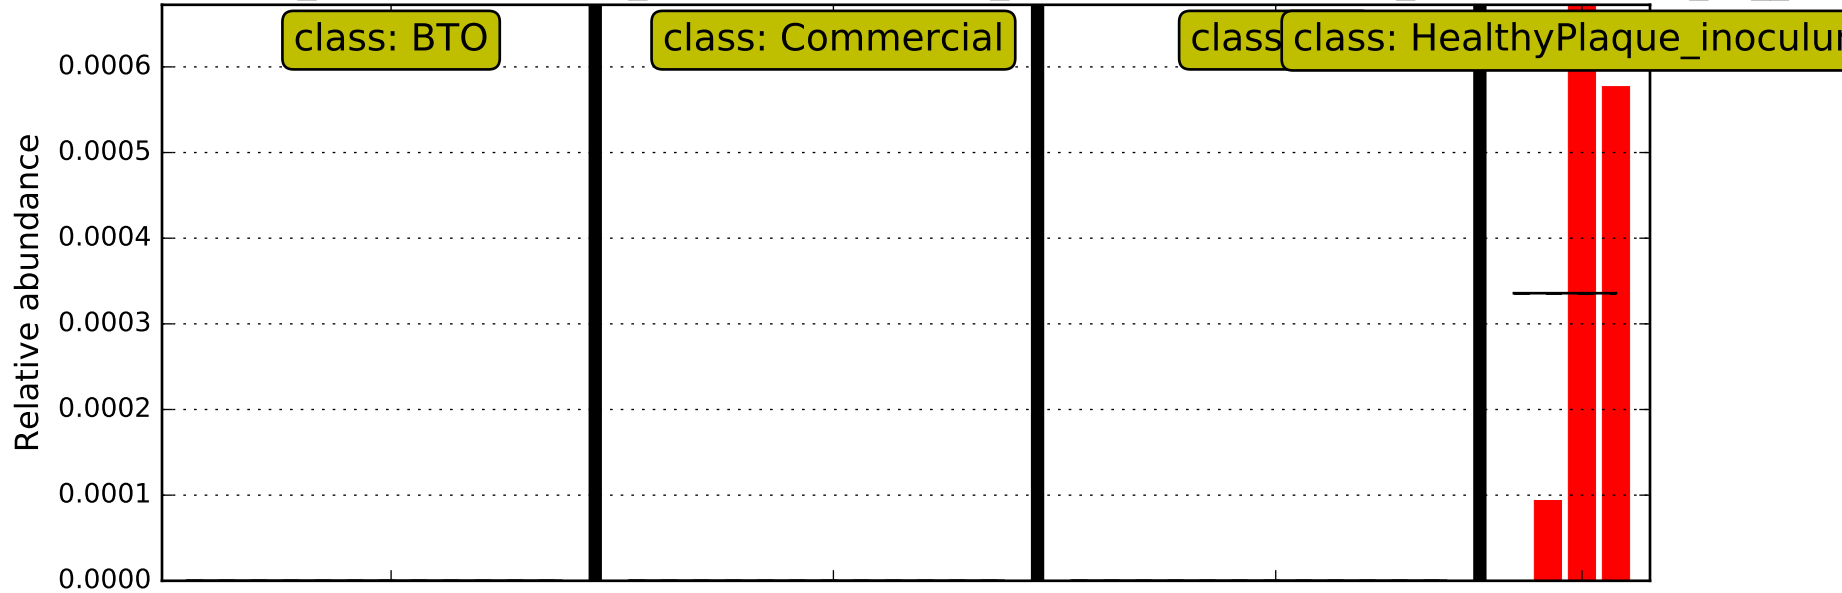 class: BTO
class: Commercial
class
class: HealthyPlaque_inoculu
0.0006
0.0005
0.0004
0.0003
0.0002
0.0001
0.0000
Relative abundance